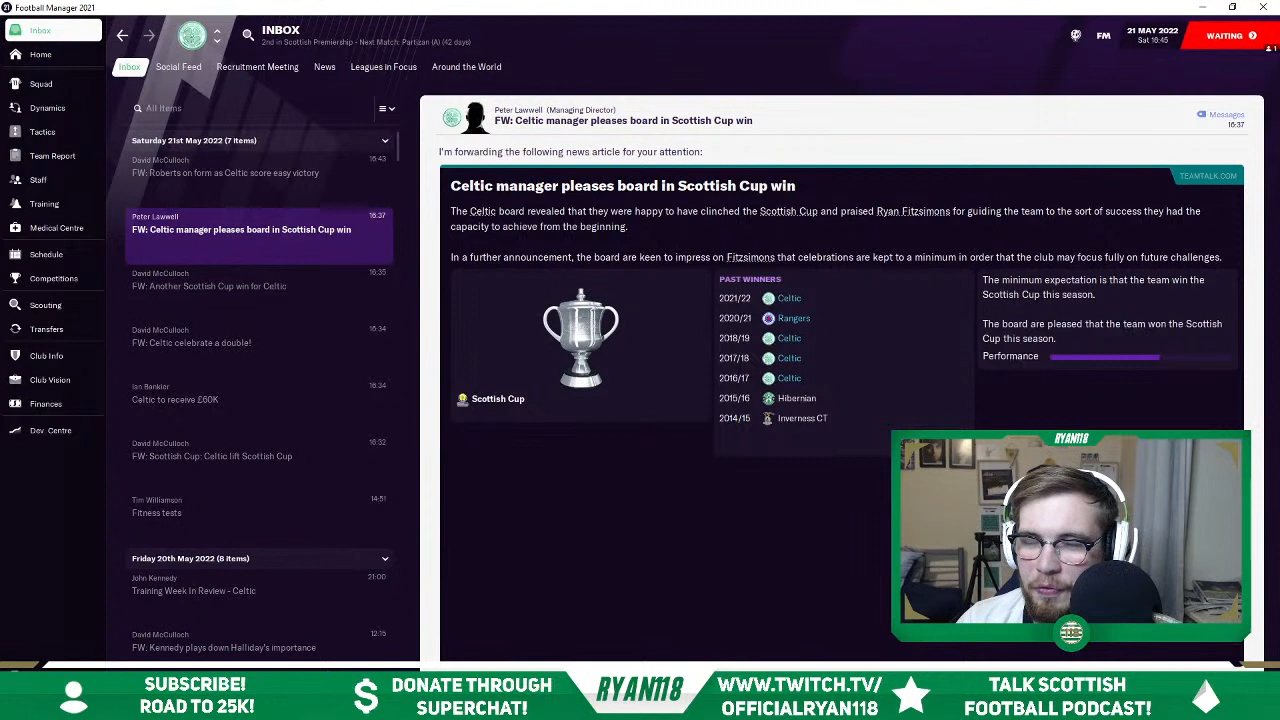 21 Football Manager 2021
Inbox
Home
Squad
Dynamics
Tactics
Team Report
Staff
Training
Medical Centre
Schedule
Competitions
Scouting
Transfers
Club Info
Club Vision
Finances
Dev. Centre
INBOX
2nd in Scottish Premiership - Next Match: Partizan (A) (42 days)
FM
21 MAY 2022
Sat 16:45
WAITING
1
Inbox Social Feed Recruitment Meeting News Leagues in Focus Around the World
All Items
Saturday 21st May 2022 (7 Items)
David McCulloch 16:43
FW: Roberts on form as Celtic score easy victory
Peter Lawwell 16:37
FW: Celtic manager pleases board in Scottish Cup win
David McCulloch 16:35
FW: Another Scottish Cup win for Celtic
David McCulloch 16:34
FW: Celtic celebrate a double!
Ian Bankier 16:34
Celtic to receive £60K
David McCulloch 16:32
FW: Scottish Cup: Celtic lift Scottish Cup
Tim Williamson 14:51
Fitness tests
Friday 20th May 2022 (8 Items)
John Kennedy 21:00
Training Week In Review - Celtic
David McCulloch 12:15
FW: Kennedy plays down Halliday's importance
Peter Lawwell (Managing Director)
FW: Celtic manager pleases board in Scottish Cup win
Messages
16:37
I'm forwarding the following news article for your attention:
TEAMTALK.COM
Celtic manager pleases board in Scottish Cup win
The Celtic board revealed that they were happy to have clinched the Scottish Cup and praised Ryan Fitzsimons for guiding the team to the sort of success they had the
capacity to achieve from the beginning.
In a further announcement, the board are keen to impress on Fitzsimons that celebrations are kept to a minimum in order that the club may focus fully on future challenges.
Scottish Cup
PAST WINNERS
2021/22 Celtic
2020/21 Rangers
2018/19 Celtic
2017/18 Celtic
2016/17 Celtic
2015/16 Hibernian
2014/15 Inverness CT
The minimum expectation is that the team win the
Scottish Cup this season.
The board are pleased that the team won the Scottish
Cup this season.
Performance
RYAN118
118
SUBSCRIBE!
ROAD TO 25K!
DONATE THROUGH
SUPERCHAT!
RYAN118
WWW.TWITCH.TV/
OFFICIALRYAN118
TALK SCOTTISH
FOOTBALL PODCAST!